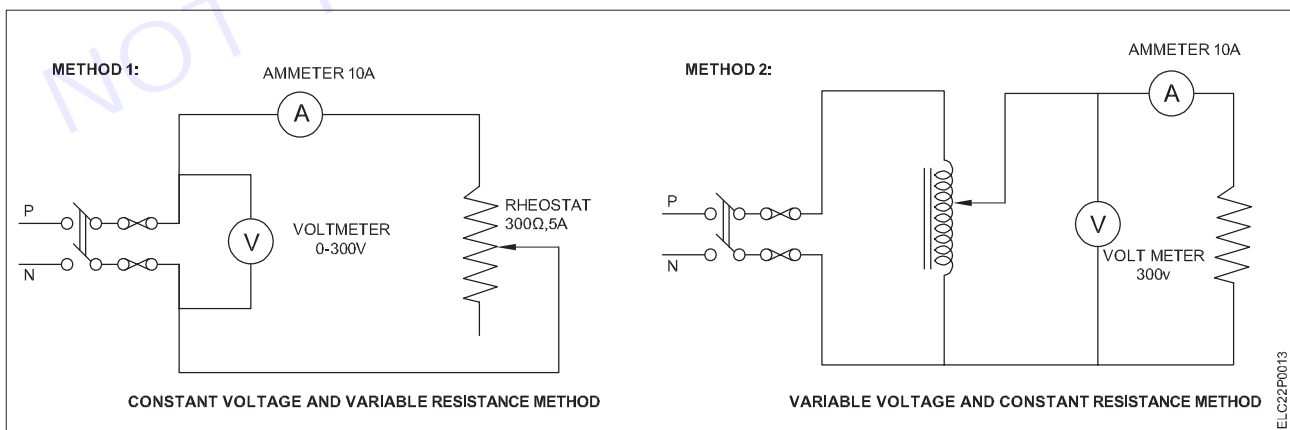 NOT
METHOD 1:
AMMETER 10A
A
P
N
V
VOLTMETER
0-300V
RHEOSTAT
300Ω,5A
CONSTANT VOLTAGE AND VARIABLE RESISTANCE METHOD
METHOD 2:
AMMETER 10A
A
P
N
V
VOLT METER
300v
VARIABLE VOLTAGE AND CONSTANT RESISTANCE METHOD
ELC22P0013